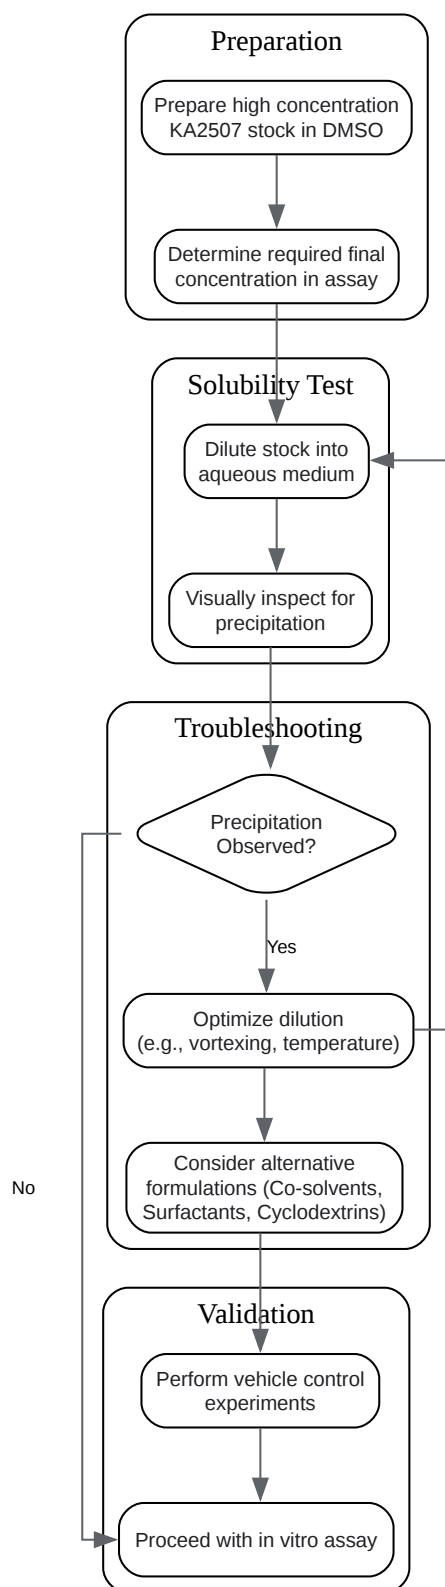 Preparation
Prepare high concentration
KA2507 stock in DMSO
Determine required final
concentration in assay
Solubility Test
Dilute stock into
aqueous medium
Visually inspect for
precipitation
Troubleshooting
Precipitation
Observed?
Yes
Optimize dilution
(e.g., vortexing, temperature)
Consider alternative
formulations (Co-solvents,
Surfactants, Cyclodextrins)
No
Validation
Perform vehicle control
experiments
Proceed with in vitro assay